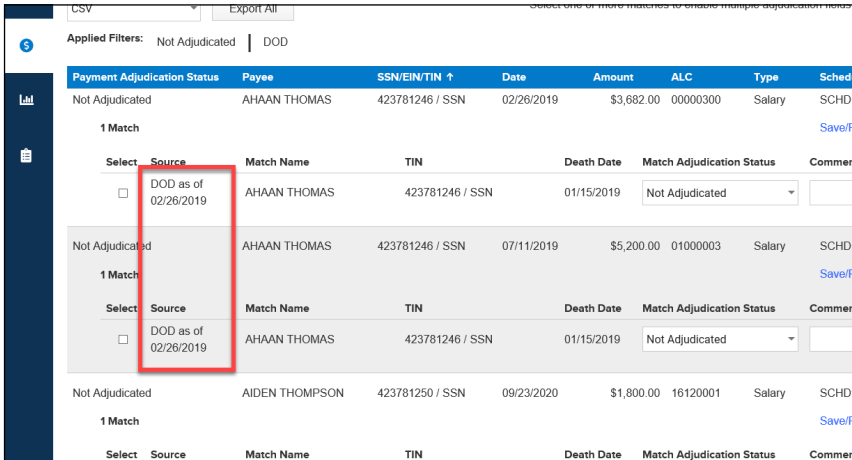 CSV Export All Select one or more matches to enable multiple adjudication fields
Applied Filters: Not Adjudicated DOD
Payment Adjudication Status Payee SSN/EIN/TIN ↑ Date Amount ALC Type Sched
Not Adjudicated AHAAN THOMAS 423781246 / SSN 02/26/2019 $3,682.00 00000300 Salary SCHD
1 Match Save/
Select Source Match Name TIN Death Date Match Adjudication Status Commen
DOD as of
02/26/2019 AHAAN THOMAS 423781246 / SSN 01/15/2019 Not Adjudicated
Not Adjudicated AHAAN THOMAS 423781246 / SSN 07/11/2019 $5,200.00 01000003 Salary SCHD
1 Match Save/
Select Source Match Name TIN Death Date Match Adjudication Status Commen
DOD as of
02/26/2019 AHAAN THOMAS 423781246 / SSN 01/15/2019 Not Adjudicated
Not Adjudicated AIDEN THOMPSON 423781250 / SSN 09/23/2020 $1,800.00 16120001 Salary SCHD
1 Match Save/
Select Source Match Name TIN Death Date Match Adjudication Status Commen